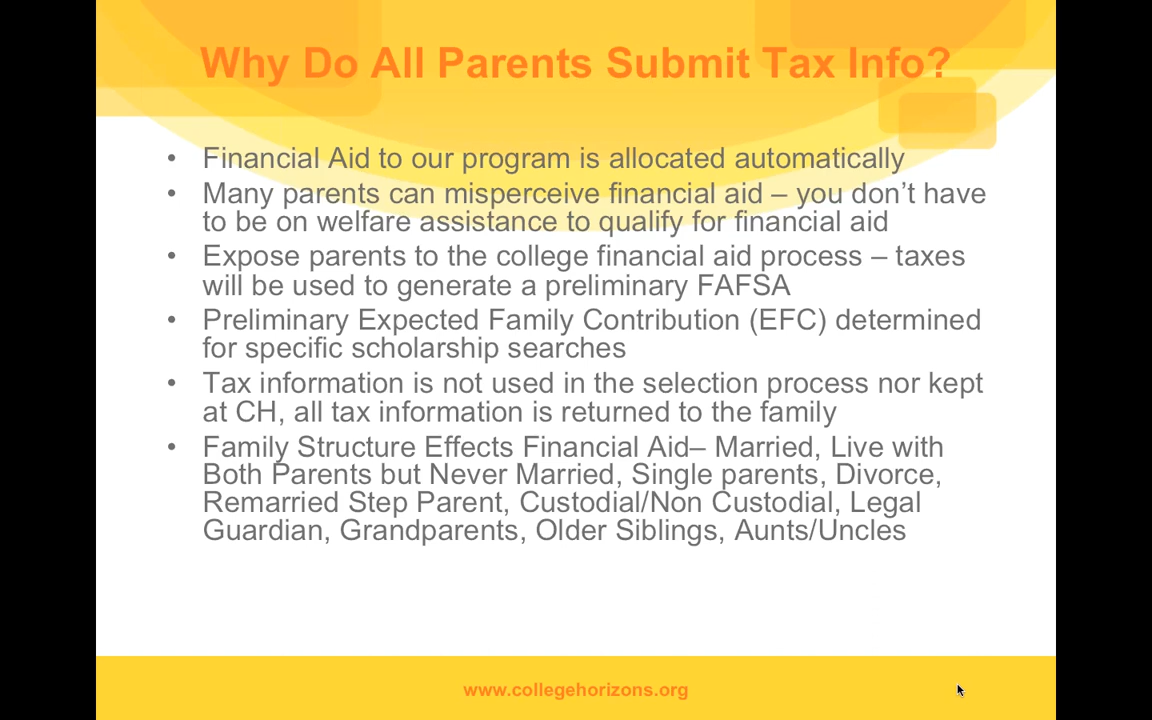 Why Do All Parents Submit Tax Info?
• Financial Aid to our program is allocated automatically
• Many parents can misperceive financial aid – you don’t have
to be on welfare assistance to qualify for financial aid
• Expose parents to the college financial aid process – taxes
will be used to generate a preliminary FAFSA
• Preliminary Expected Family Contribution (EFC) determined
for specific scholarship searches
• Tax information is not used in the selection process nor kept
at CH, all tax information is returned to the family
• Family Structure Effects Financial Aid– Married, Live with
Both Parents but Never Married, Single parents, Divorce,
Remarried Step Parent, Custodial/Non Custodial, Legal
Guardian, Grandparents, Older Siblings, Aunts/Uncles
www.collegehorizons.org